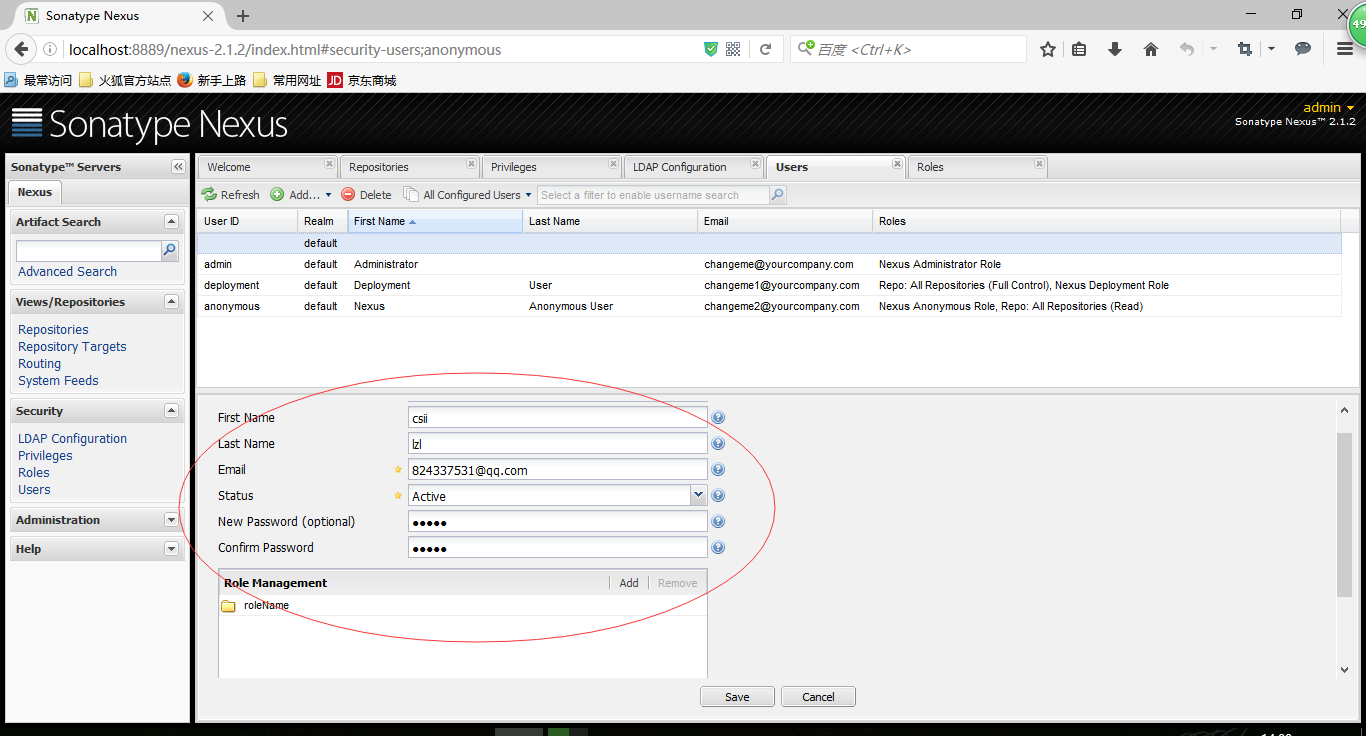 Sonatype Nexus
localhost:8889/nexus-2.1.2/index.html#security-users;anonymous
百度 <Ctrl+K>
49
最常访问 火狐官方站点 新手上路 常用网址 JD 京东商城
Sonatype Nexus
admin
Sonatype Nexus™ 2.1.2
Sonatype™ Servers
Nexus
Artifact Search
Advanced Search
Views/Repositories
Repositories
Repository Targets
Routing
System Feeds
Security
LDAP Configuration
Privileges
Roles
Users
Administration
Help
Welcome Repositories Privileges LDAP Configuration Users Roles
Refresh Add... Delete All Configured Users Select a filter to enable username search
User ID Realm First Name Last Name Email Roles
default
admin default Administrator changeme@yourcompany.com Nexus Administrator Role
deployment default Deployment User changeme1@yourcompany.com Repo: All Repositories (Full Control), Nexus Deployment Role
anonymous default Nexus Anonymous User changeme2@yourcompany.com Nexus Anonymous Role, Repo: All Repositories (Read)
First Name csii
Last Name lzl
Email 824337531@qq.com
Status Active
New Password (optional) •••••
Confirm Password •••••
Role Management Add Remove
roleName
Save Cancel